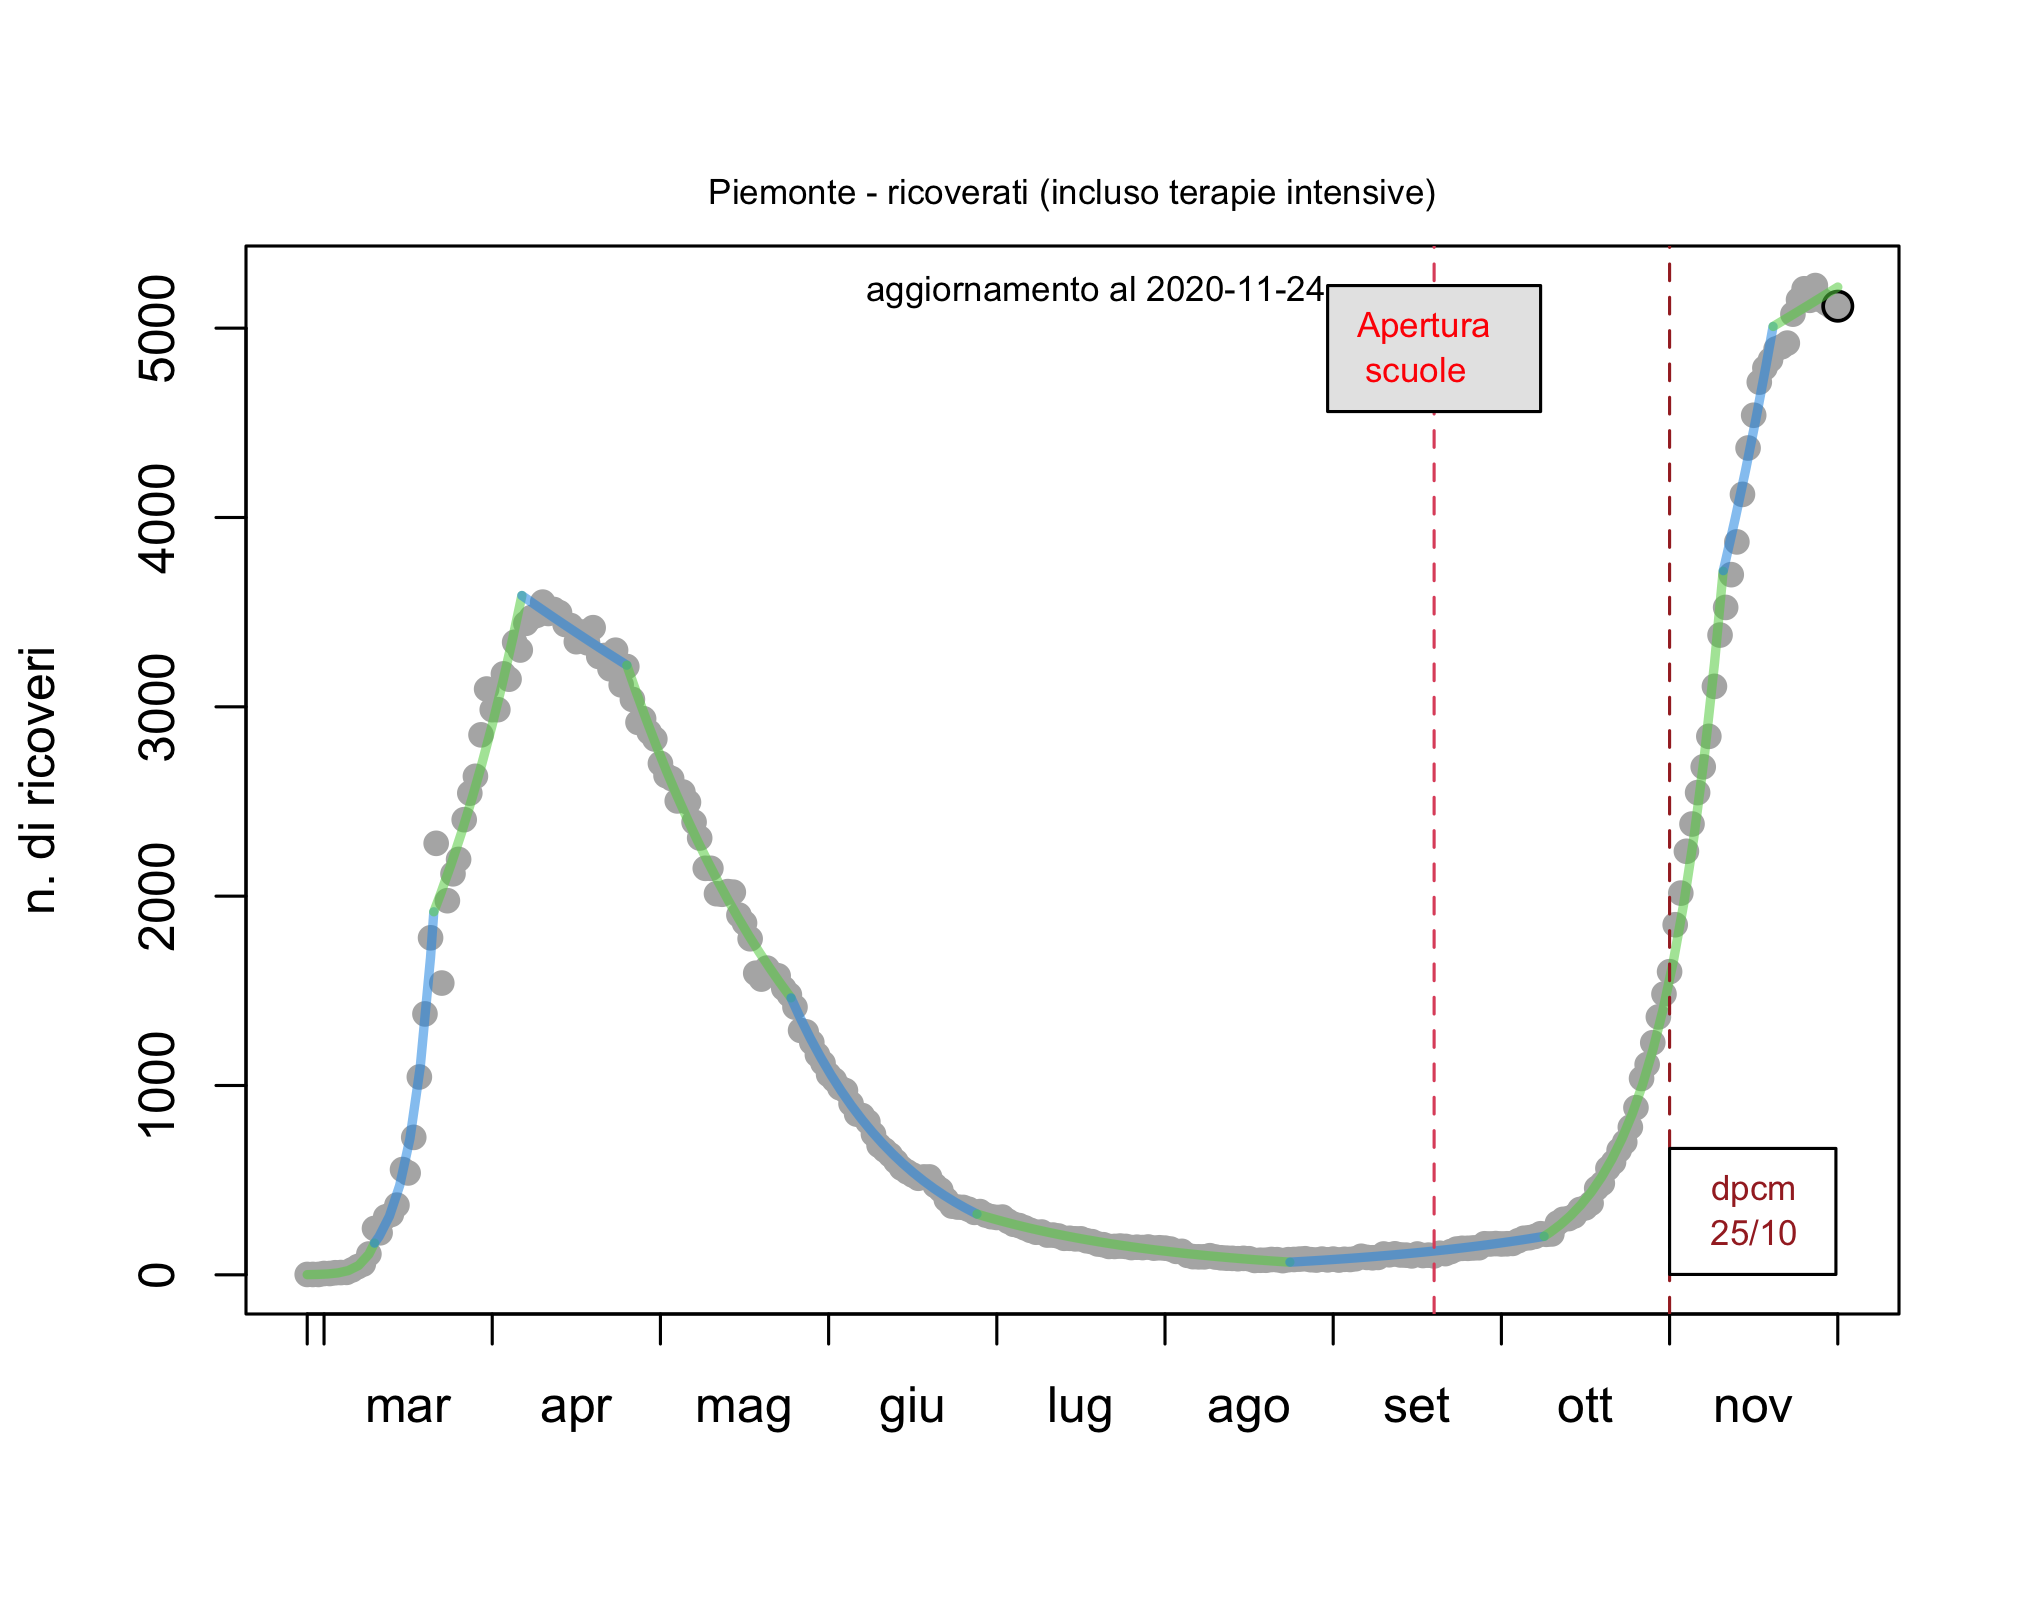 Piemonte - ricoverati (incluso terapie intensive)
aggiornamento al 2020-11-24
Apertura
scuole
n. di ricoveri
5000
4000
3000
2000
1000
0
dpcm
25/10
mar apr mag giu lug ago set ott nov